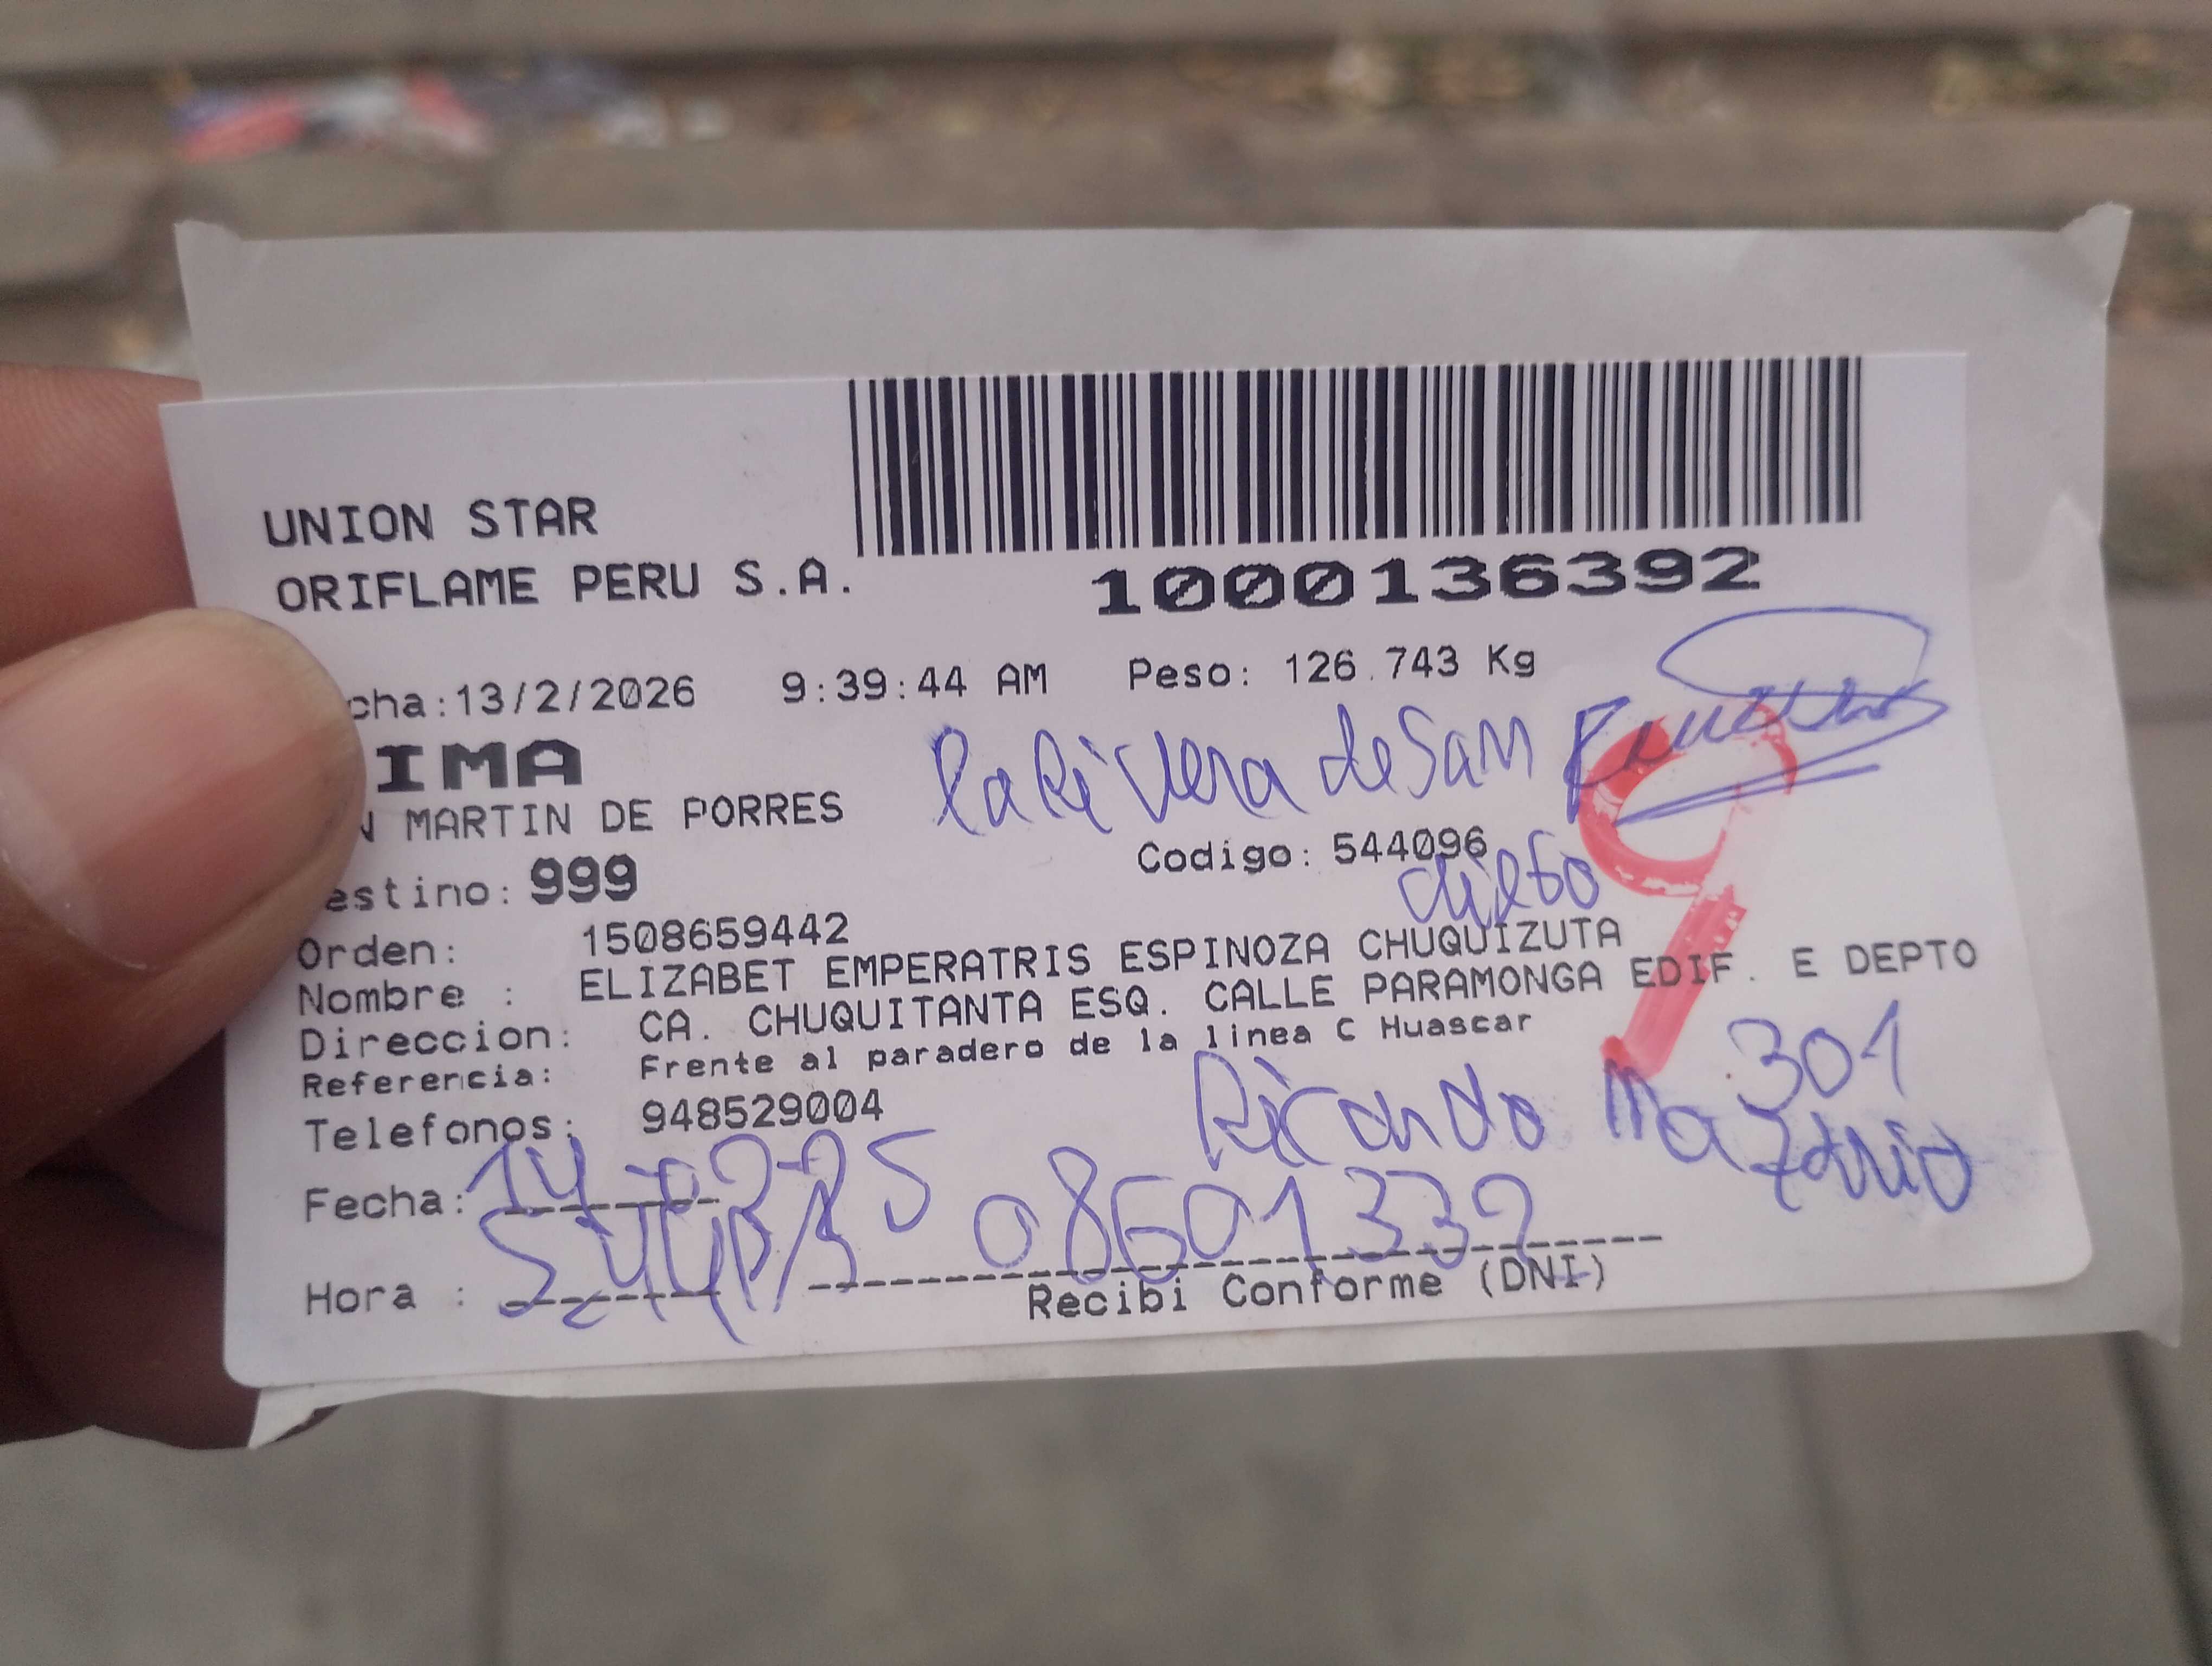 UNION STAR
ORIFLAME PERU S.A.
1000136392
cha:13/2/2026 9:39:44 AM Peso: 126.743 Kg
IMA
la Rivera de San
N MARTIN DE PORRES
Codigo: 544096
estino: 999
9
Orden: 1508659442
Nombre : ELIZABET EMPERATRIS ESPINOZA CHUQUIZUTA
Direccion: CA. CHUQUITANTA ESQ. CALLE PARAMONGA EDIF. E DEPTO
301
Referencia: Frente al paradero de la linea C Huascar
Telefonos: 948529004
Ricardo
Fecha: 14
08601339
Hora :
Recibi Conforme (DNI)